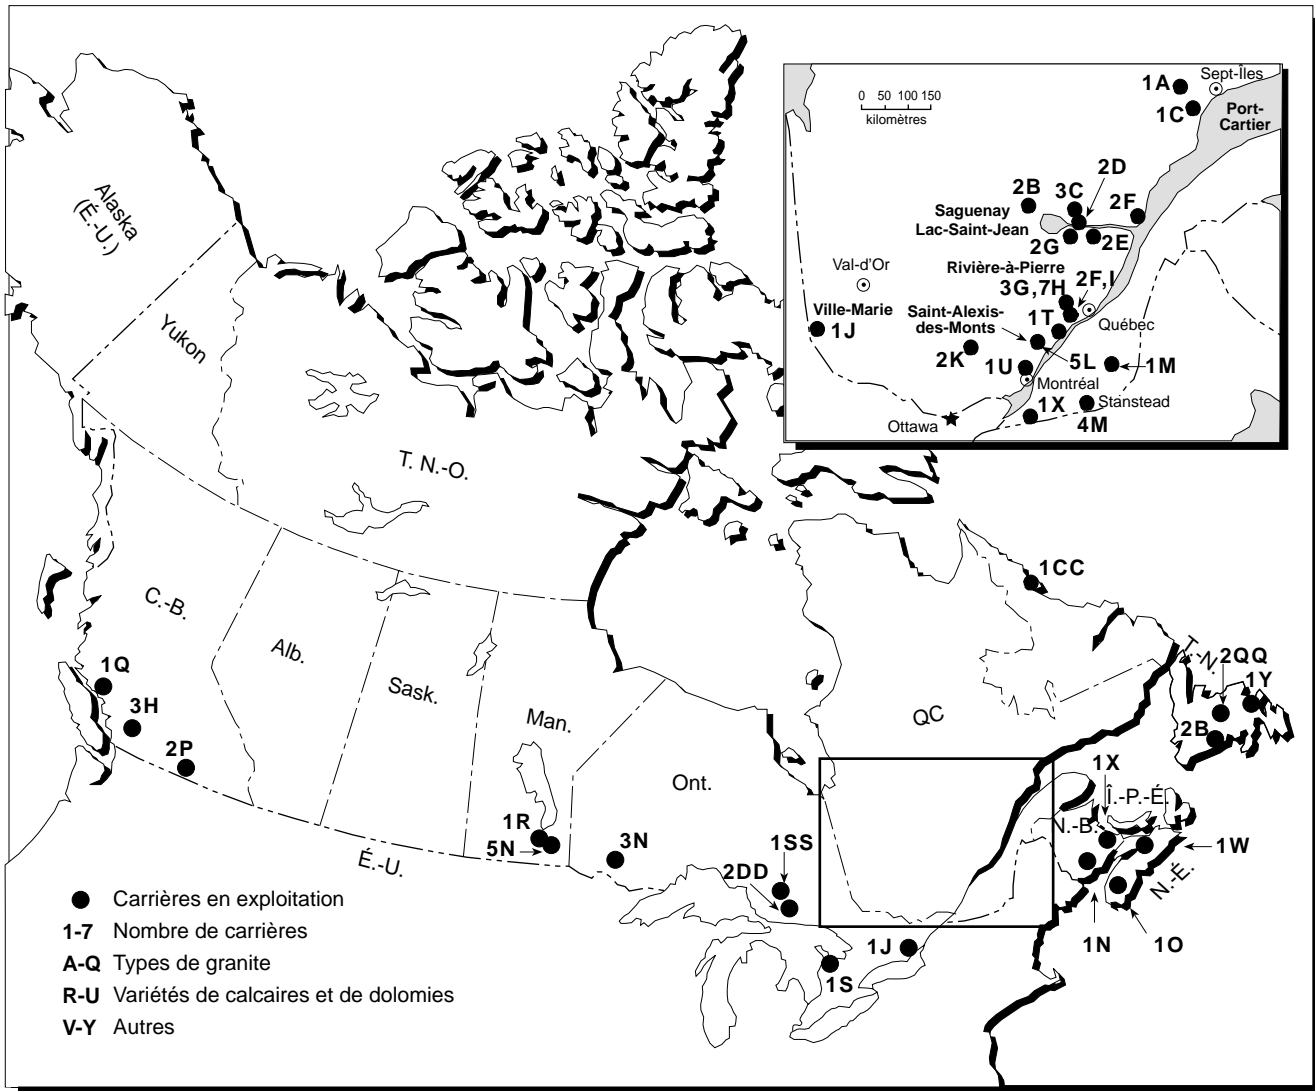 Alaska
(É.-U.)
Yukon
T. N.-O.
C.-B.
Alb.
Sask.
Man.
Ont.
QC
T.-N.
Î.-P.-É.
N.-B.
N.-É.
É.-U.
1Q
3H
2P
1R
5N
3N
1SS
2DD
1J
1S
1CC
2QQ
1Y
2B
1X
1W
1N
1O
0 50 100 150
kilomètres
1A
Sept-Îles
1C
Port-
Cartier
2D
2B
3C
2F
Saguenay
Lac-Saint-Jean
2G
2E
Val-d'Or
Rivière-à-Pierre
3G,7H
2F,I
Ville-Marie
1J
Saint-Alexis-
des-Monts
1T
Québec
2K
1U
5L
1M
Montréal
Stanstead
1X
4M
Ottawa
Carrières en exploitation
1-7 Nombre de carrières
A-Q Types de granite
R-U Variétés de calcaires et de dolomies
V-Y Autres